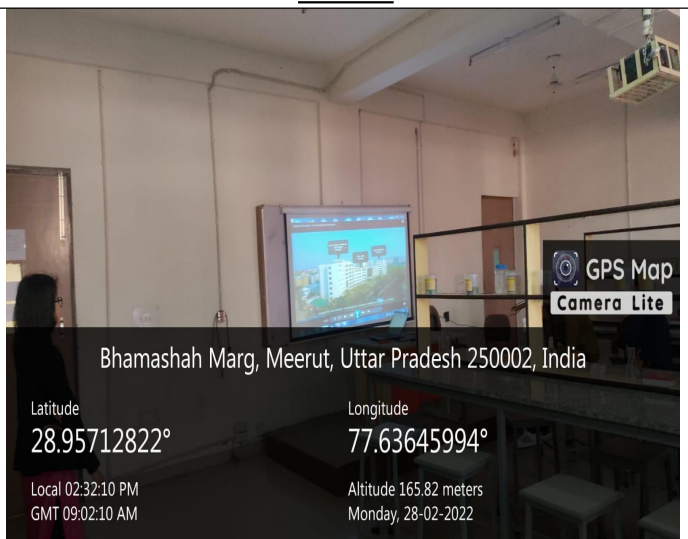 GPS Map
Camera Lite
Bhamashah Marg, Meerut, Uttar Pradesh 250002, India
Latitude
28.95712822°
Longitude
77.63645994°
Local 02:32:10 PM
GMT 09:02:10 AM
Altitude 165.82 meters
Monday, 28-02-2022